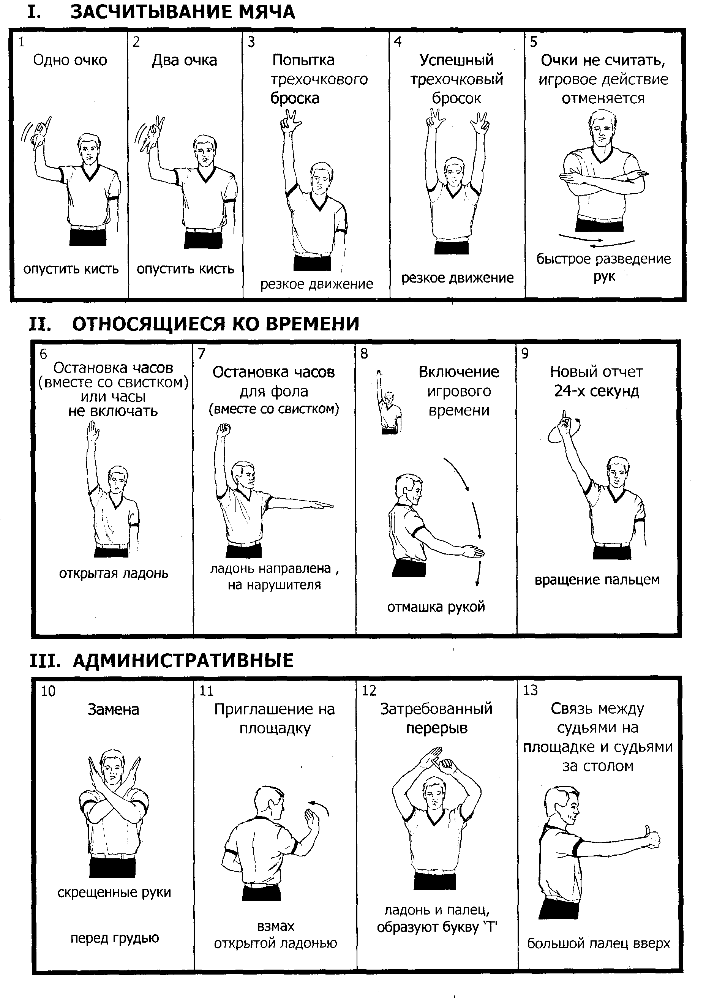 I. ЗАСЧИТЫВАНИЕ МЯЧА
1
Одно очко
опустить кисть
2
Два очка
опустить кисть
3
Попытка
трехочкового
броска
резкое движение
4
Успешный
трехочковый
бросок
резкое движение
5
Очки не считать,
игровое действие
отменяется
быстрое разведение
рук
II. ОТНОСЯЩИЕСЯ КО ВРЕМЕНИ
6
Остановка часов
(вместо со свистком)
или часы
не включать
открытая ладонь
7
Остановка часов
для фола
(вместе со свистком)
ладонь направлена ,
на нарушителя
8
Включение
игрового
времени
отмашка рукой
9
Новый отчет
24-х секунд
вращение пальцем
III. АДМИНИСТРАТИВНЫЕ
10
Замена
скрещенные руки
перед грудью
11
Приглашение на
площадку
взмах
открытой ладонью
12
Затребованный
перерыв
ладонь и палец,
образуют букву 'Т'
13
Связь между
судьями на
площадке и судьями
за столом
большой палец вверх